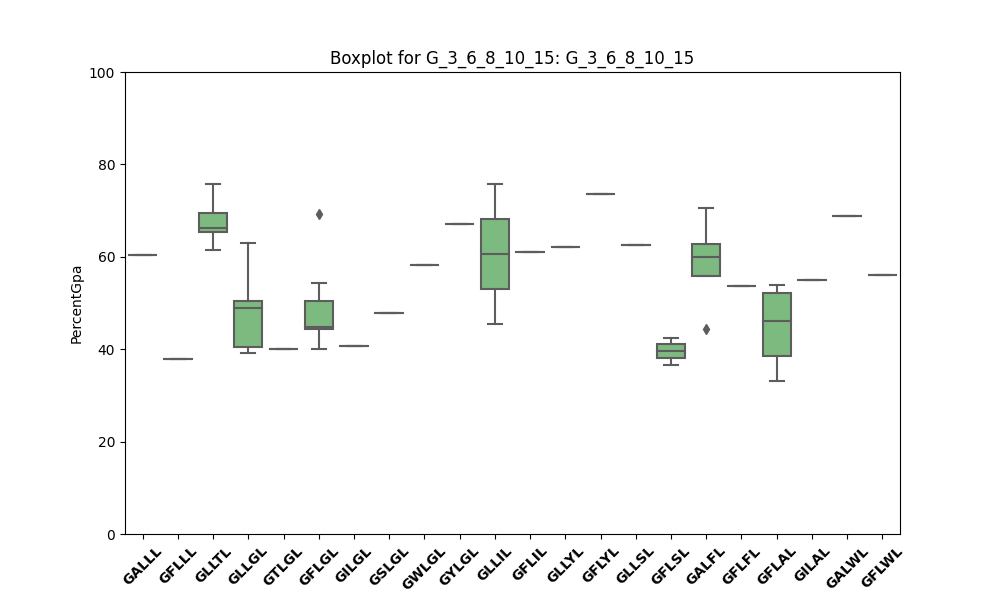 Boxplot for G_3_6_8_10_15: G_3_6_8_10_15
100
80
60
40
20
0
PercentGpa
GALLL
GFLLL
GLLTL
GLLGL
GTLGL
GFLGL
GILGL
GSLGL
GWLGL
GYLGL
GLLIL
GFLIL
GLLYL
GFLYL
GLLSL
GFLSL
GALFL
GFLFL
GFLAL
GILAL
GALWL
GFLWL